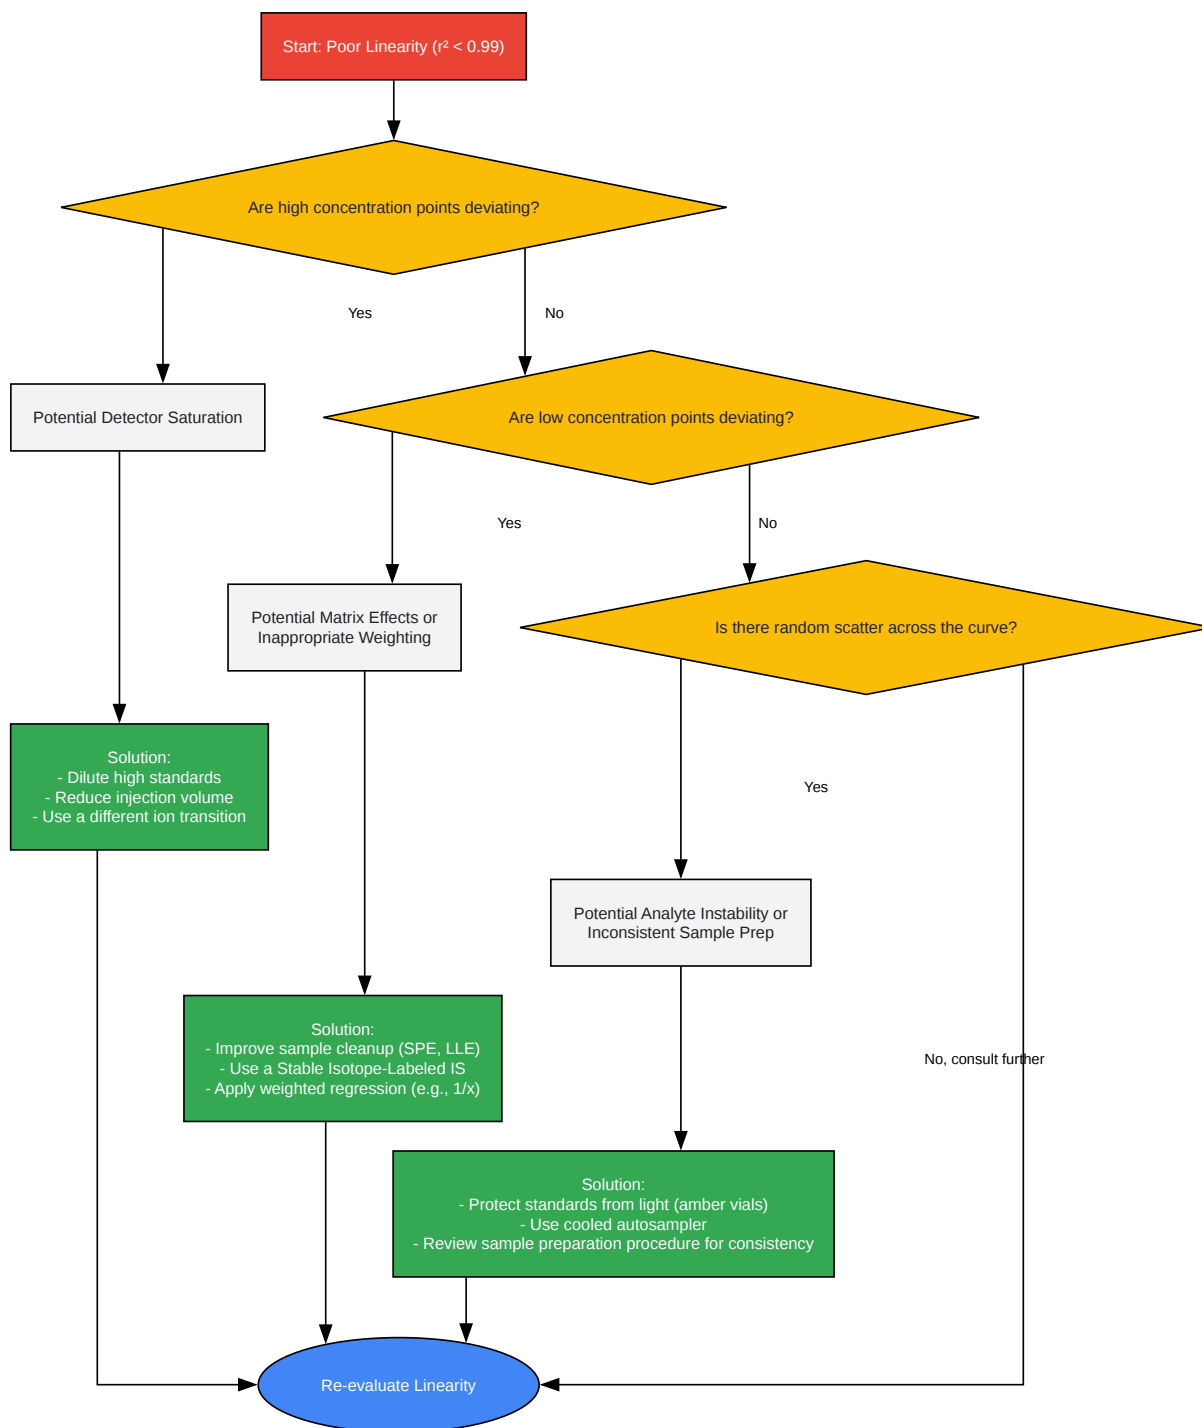 Start: Poor Linearity (r² < 0.99)
Are high concentration points deviating?
Yes
No
Potential Detector Saturation
Are low concentration points deviating?
Yes
No
Potential Matrix Effects or
Inappropriate Weighting
Is there random scatter across the curve?
Solution:
- Dilute high standards
- Reduce injection volume
- Use a different ion transition
Yes
Potential Analyte Instability or
Inconsistent Sample Prep
Solution:
- Improve sample cleanup (SPE, LLE)
- Use a Stable Isotope-Labeled IS
- Apply weighted regression (e.g., 1/x)
No, consult further
Solution:
- Protect standards from light (amber vials)
- Use cooled autosampler
- Review sample preparation procedure for consistency
Re-evaluate Linearity